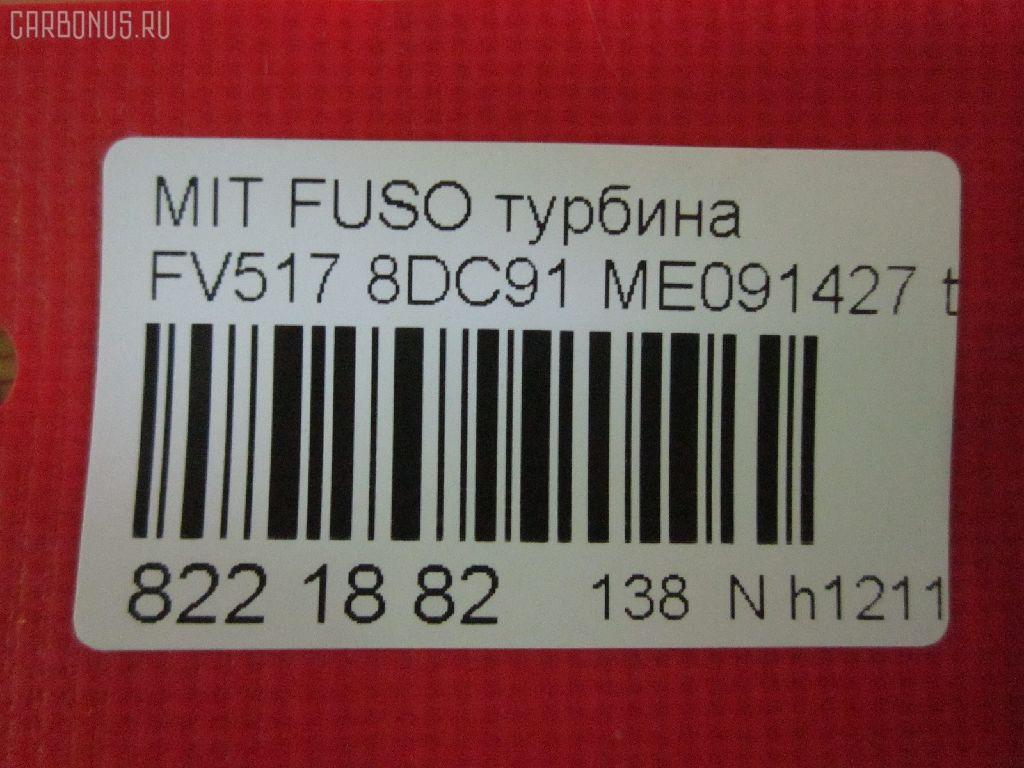 CARBONUS.RU
MIT FUSO турбина
FV517 8DC91 ME091427 t
822 18 82 138 N h1211